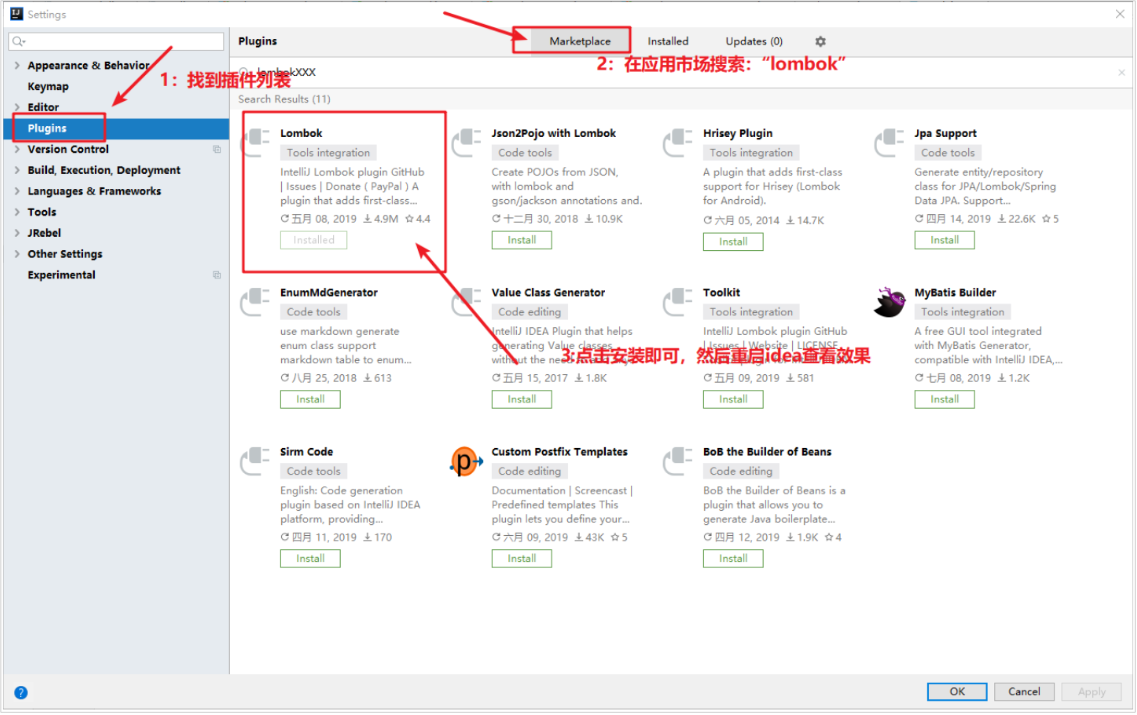 Settings
Plugins
Marketplace
Installed
Updates (0)
2：在应用市场搜索：“lombok”
lombokXXX
Search Results (11)
Appearance & Behavior
1：找到插件列表
Keymap
Editor
Plugins
Version Control
Build, Execution, Deployment
Languages & Frameworks
Tools
JRebel
Other Settings
Experimental
Lombok
Tools integration
IntelliJ Lombok plugin GitHub
| Issues | Donate ( PayPal ) A
plugin that adds first-class...
五月 08, 2019 4.9M 4.4
Installed
Json2Pojo with Lombok
Code tools
Create POJOs from JSON,
with lombok and
gson/jackson annotations and.
十二月 30, 2018 10.9K
Install
Hrisey Plugin
Tools integration
A plugin that adds first-class
support for Hrisey (Lombok
for Android).
六月 05, 2014 14.7K
Install
Jpa Support
Code tools
Generate entity/repository
class for JPA/Lombok/Spring
Data JPA. Support...
四月 14, 2019 22.6K 5
Install
EnumMdGenerator
Code tools
use markdown generate
enum class support
markdown table to enum...
八月 25, 2018 613
Install
Value Class Generator
Code editing
IntelliJ IDEA Plugin that helps
generating Value classes
without the need
五月 15, 2017 1.8K
Install
Toolkit
Tools integration
IntelliJ Lombok plugin GitHub
| Issues | Website | LICENSE
五月 09, 2019 581
Install
3:点击安装即可，然后重启idea查看效果
MyBatis Builder
Tools integration
A free GUI tool integrated
with MyBatis Generator,
compatible with IntelliJ IDEA,...
七月 08, 2019 1.2K
Install
Sirm Code
Code tools
English: Code generation
plugin based on IntelliJ IDEA
platform, providing...
四月 11, 2019 170
Install
Custom Postfix Templates
Code editing
Documentation | Screencast |
Predefined templates This
plugin lets you define your...
六月 09, 2019 43K 5
Install
BoB the Builder of Beans
Code editing
BoB the Builder of Beans is a
plugin that allows you to
generate Java boilerplate...
四月 12, 2019 1.9K 4
Install
OK
Cancel
Apply